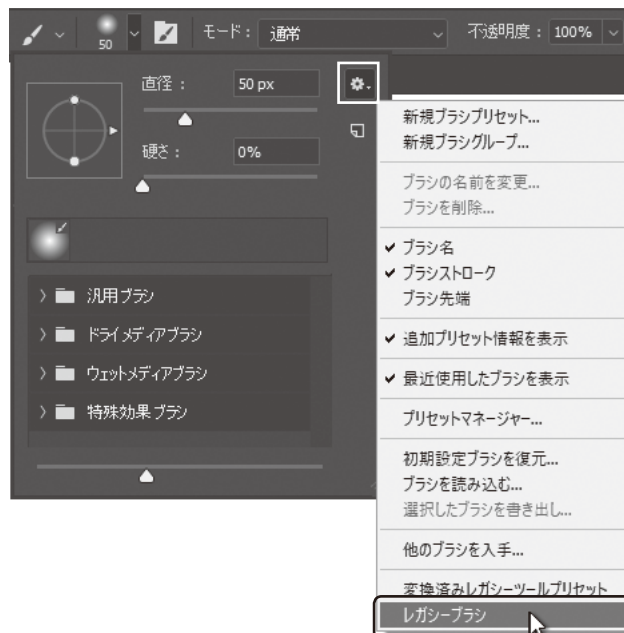 50 モード： 通常 不透明度： 100%
直径： 50 px
硬さ： 0%
汎用ブラシ
ドライメディアブラシ
ウェットメディアブラシ
特殊効果ブラシ
新規ブラシプリセット...
新規ブラシグループ...
ブラシの名前を変更...
ブラシを削除...
ブラシ名
ブラシストローク
ブラシ先端
追加プリセット情報を表示
最近使用したブラシを表示
プリセットマネージャー...
初期設定ブラシを復元...
ブラシを読み込む...
選択したブラシを書き出し...
他のブラシを入手...
変換済みレガシーツールプリセット
レガシーブラシ